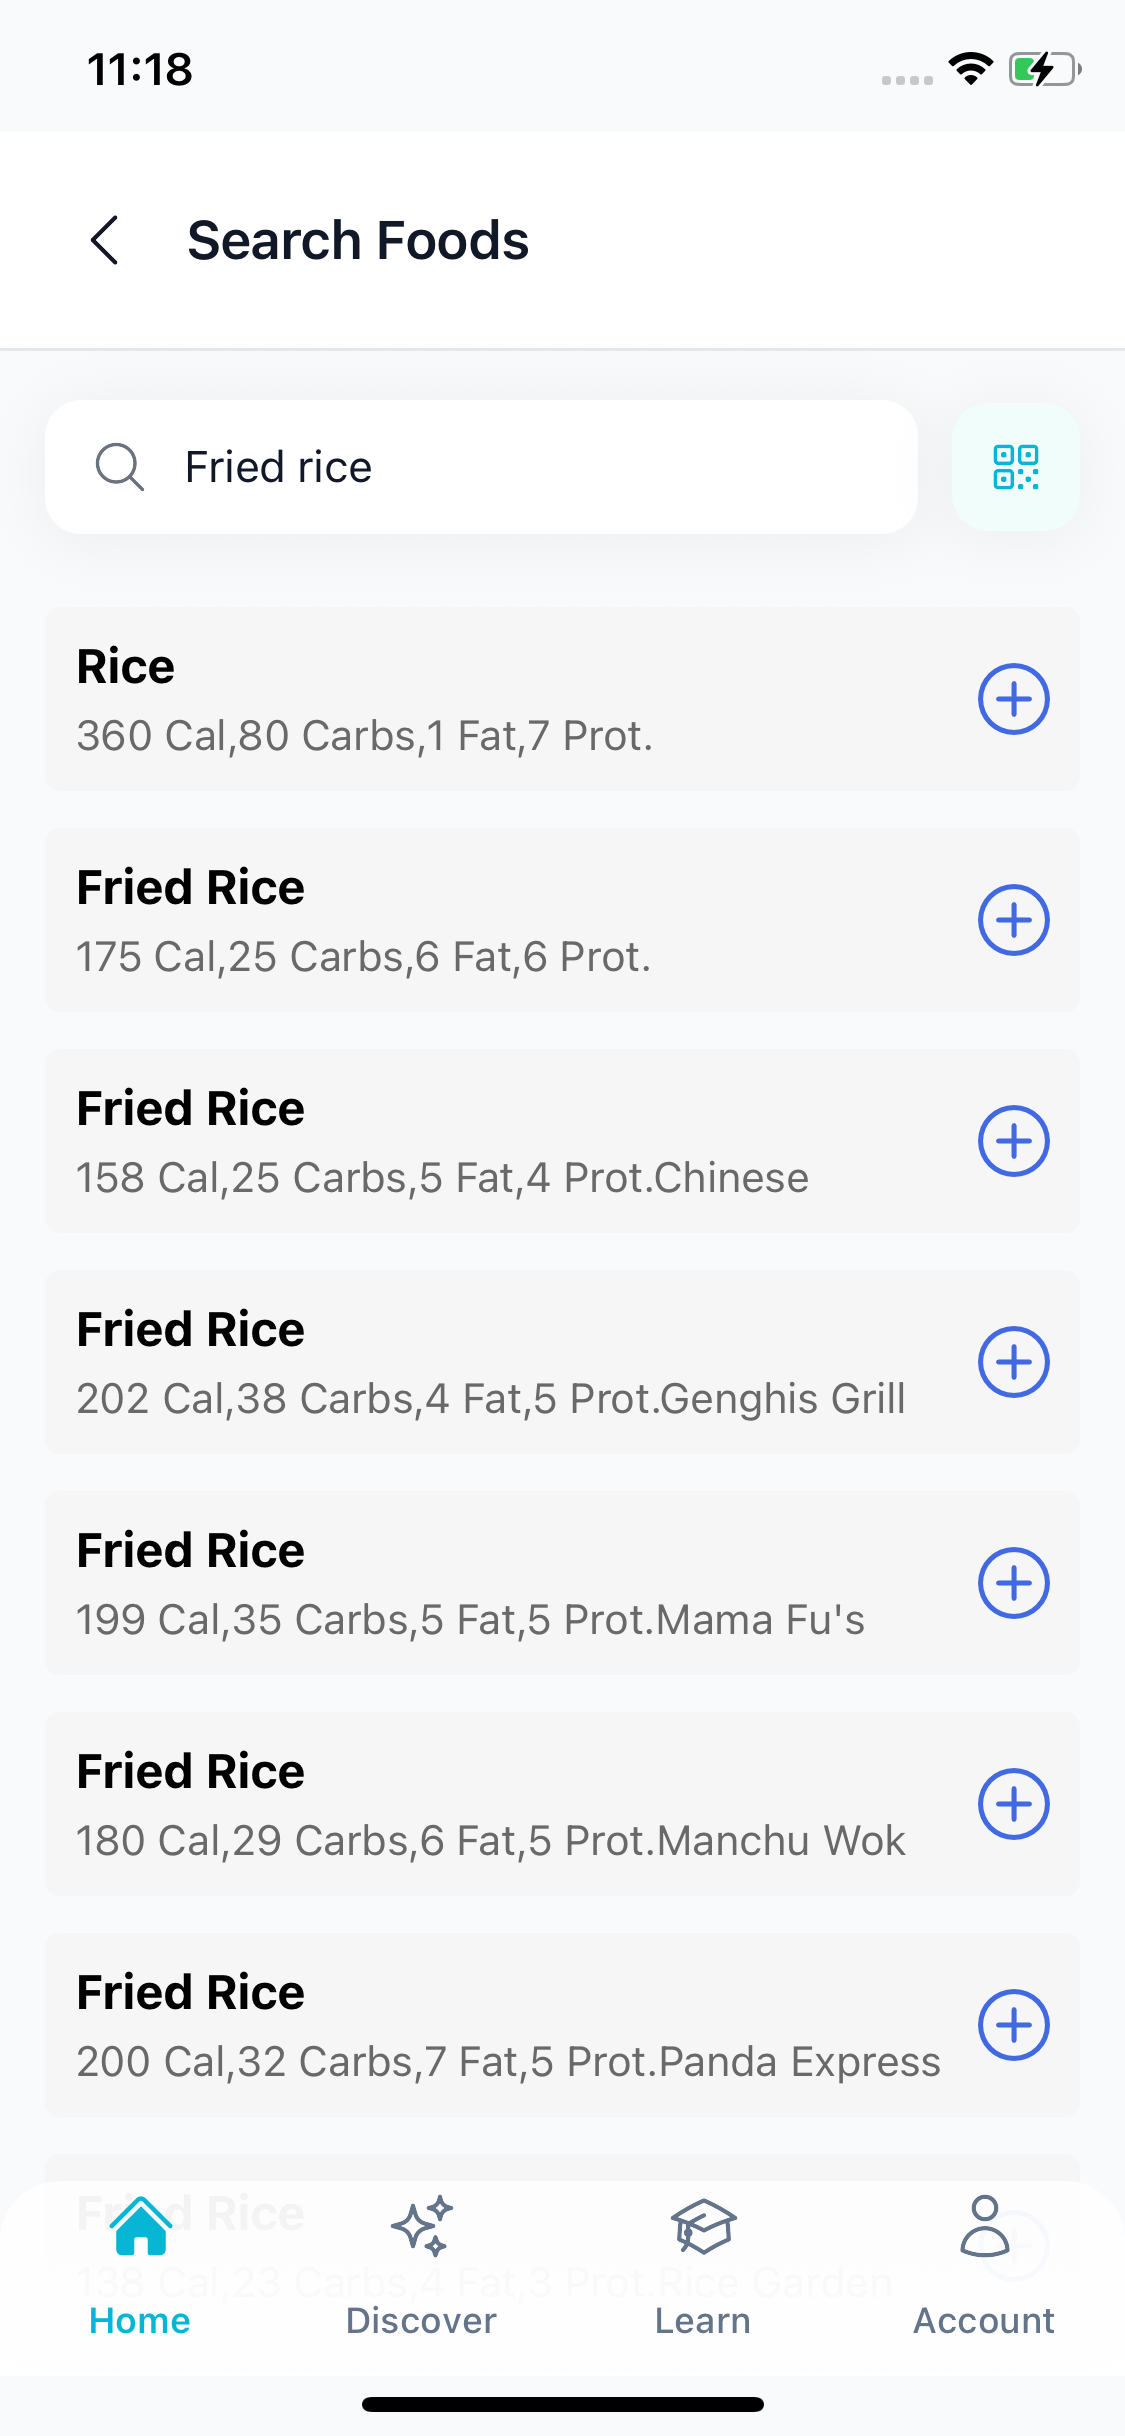 11:18
Search Foods
Fried rice
Rice
360 Cal,80 Carbs,1 Fat,7 Prot.
Fried Rice
175 Cal,25 Carbs,6 Fat,6 Prot.
Fried Rice
158 Cal,25 Carbs,5 Fat,4 Prot.Chinese
Fried Rice
202 Cal,38 Carbs,4 Fat,5 Prot.Genghis Grill
Fried Rice
199 Cal,35 Carbs,5 Fat,5 Prot.Mama Fu's
Fried Rice
180 Cal,29 Carbs,6 Fat,5 Prot.Manchu Wok
Fried Rice
200 Cal,32 Carbs,7 Fat,5 Prot.Panda Express
Fried Rice
138 Cal,23 Carbs,4 Fat,3 Prot.Rice Garden
Home Discover Learn Account